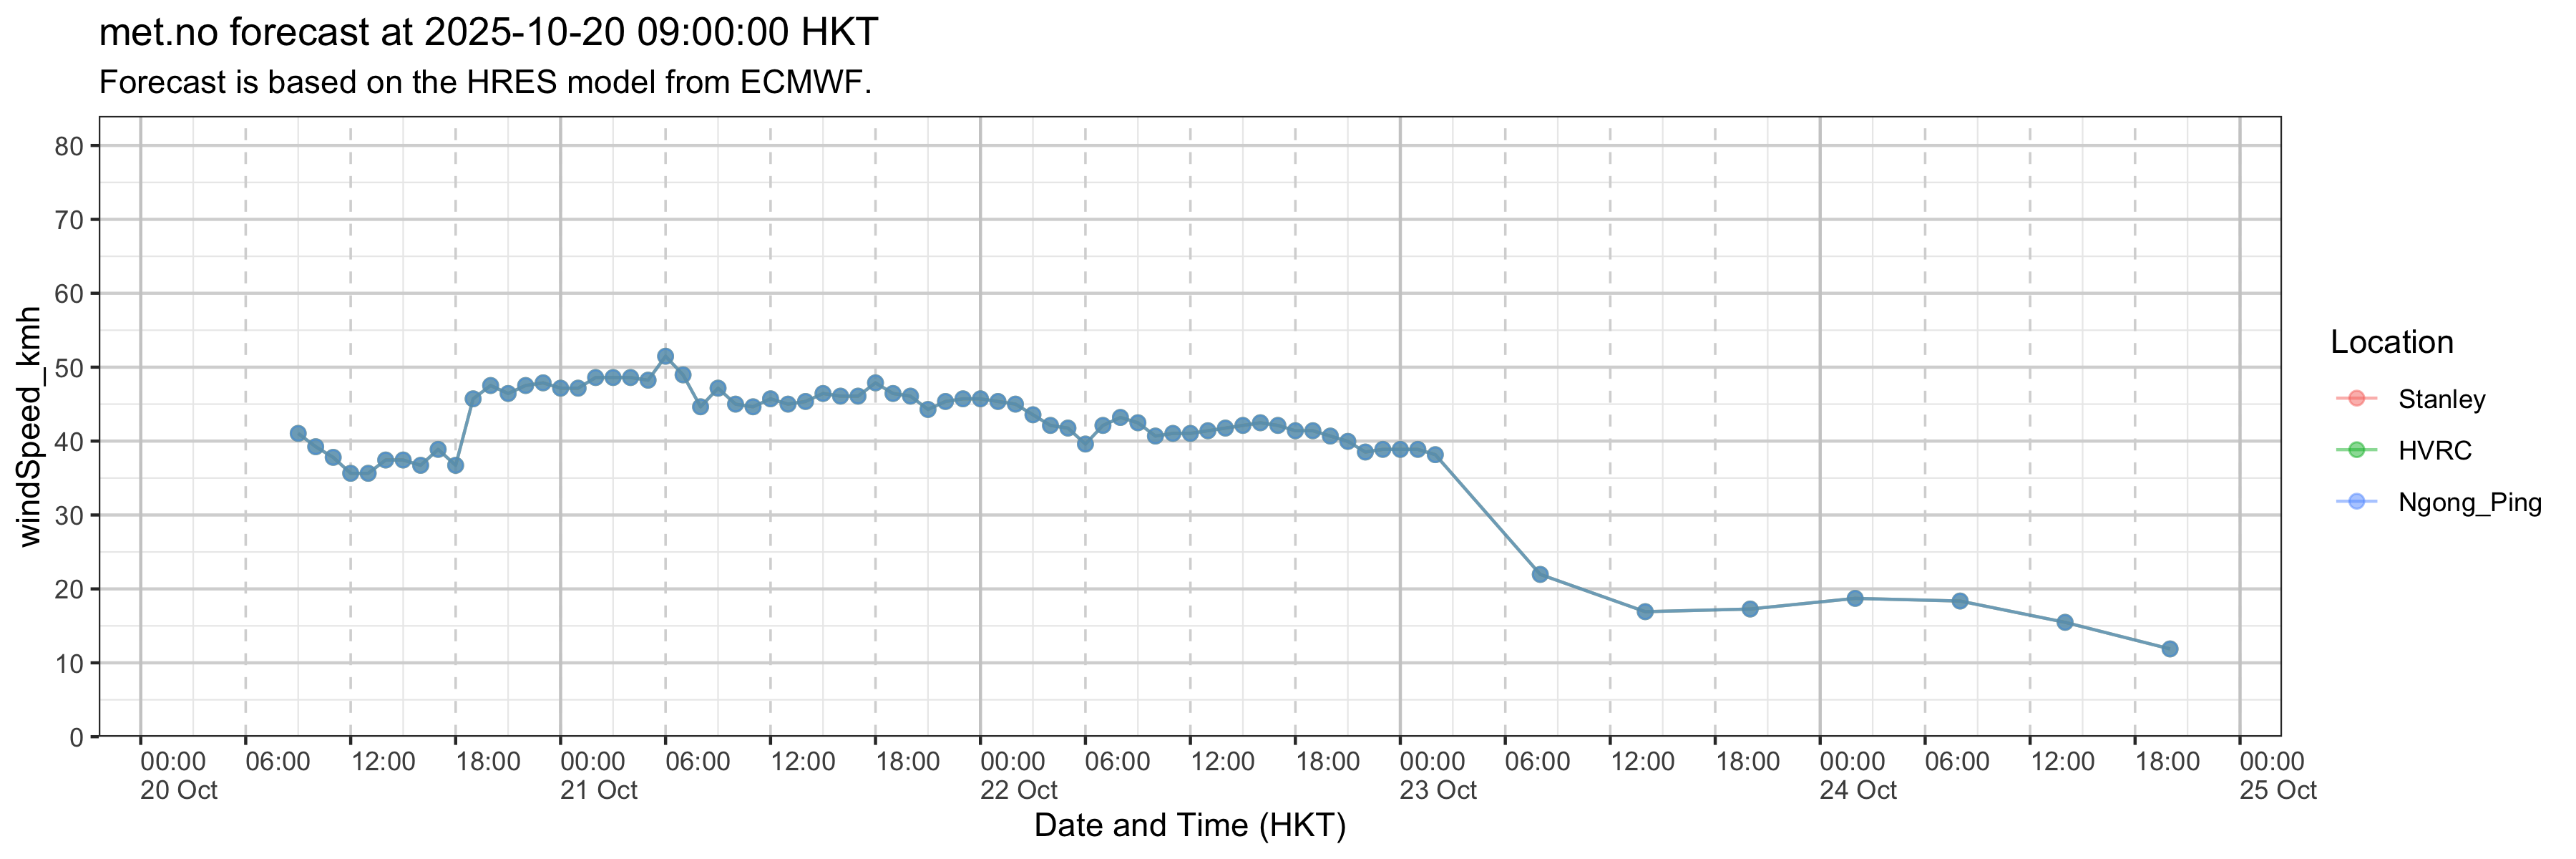 met.no forecast at 2025-10-20 09:00:00 HKT
Forecast is based on the HRES model from ECMWF.
windSpeed_kmh
80
70
60
50
40
30
20
10
0
00:00 06:00 12:00 18:00 00:00 06:00 12:00 18:00 00:00 06:00 12:00 18:00 00:00 06:00 12:00 18:00 00:00 06:00 12:00 18:00 00:00
20 Oct 21 Oct 22 Oct 23 Oct 24 Oct 25 Oct
Date and Time (HKT)
Location
Stanley
HVRC
Ngong_Ping